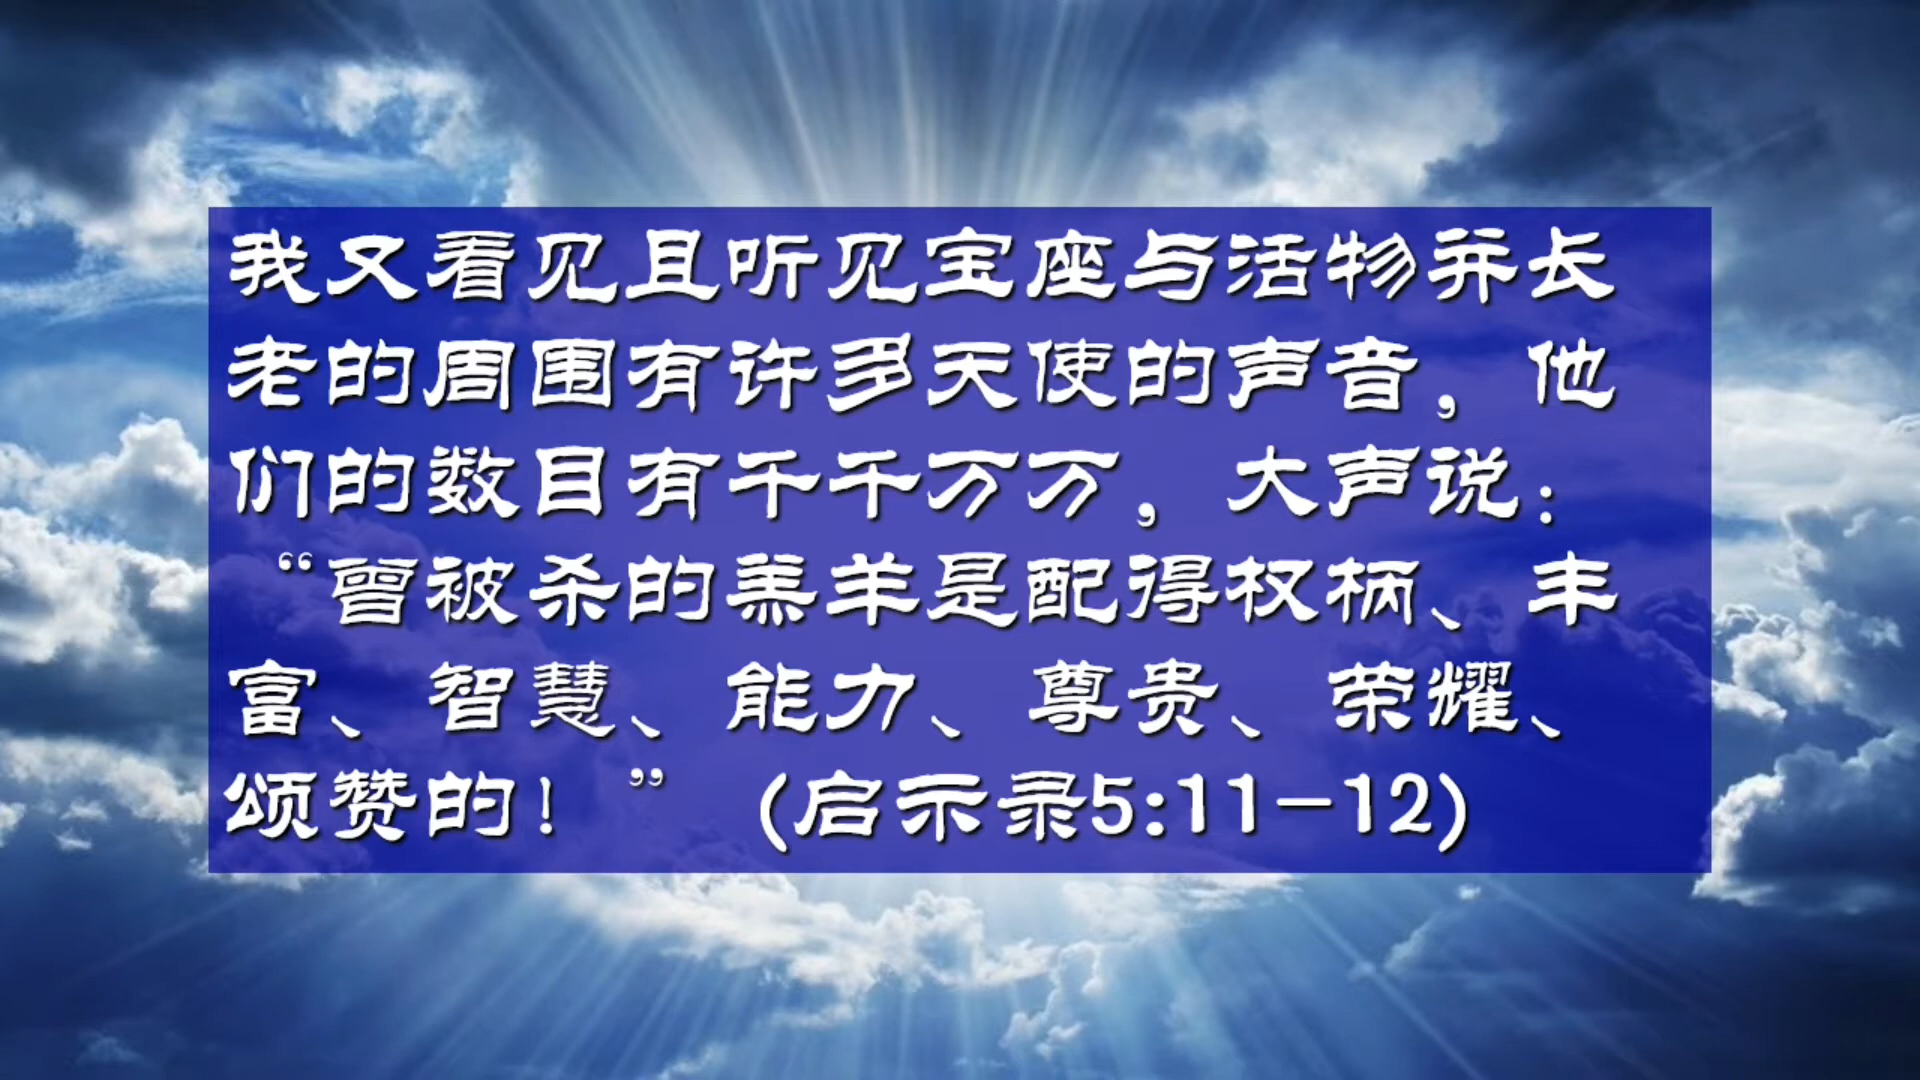 我又看见且听见宝座与活物并长
老的周围有许多天使的声音，他
们的数目有千千万万，大声说：
“曾被杀的羔羊是配得权柄、丰
富、智慧、能力、尊贵、荣耀、
颂赞的！” (启示录5:11-12)